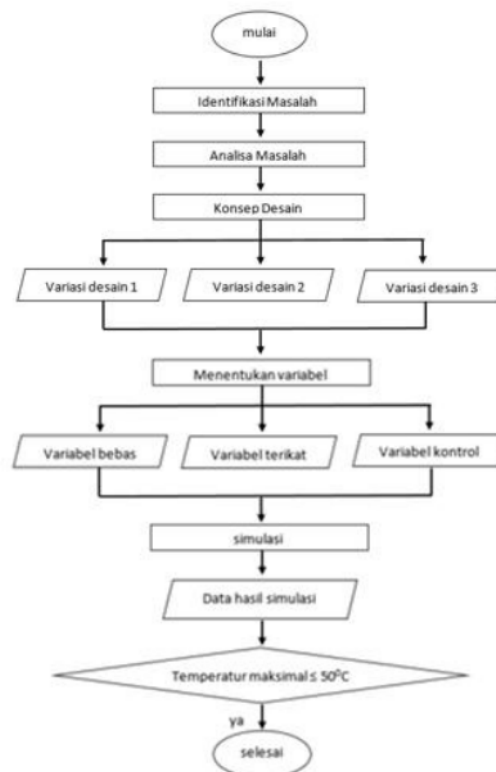 mulai
Identifikasi Masalah
Analisa Masalah
Konsep Desain
Variasi desain 1
Variasi desain 2
Variasi desain 3
Menentukan variabel
Variabel bebas
Variabel terikat
Variabel kontrol
simulasi
Data hasil simulasi
Temperatur maksimal ≤ 50⁰C
ya
selesai